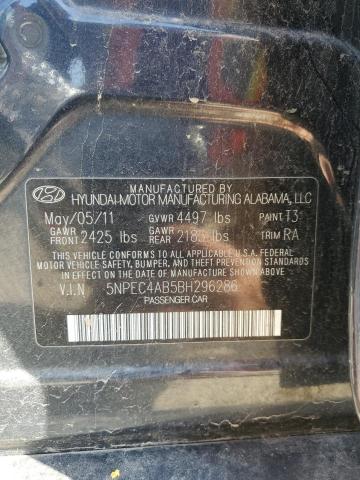 MANUFACTURED BY
HYUNDAI-MOTOR MANUFACTURING ALABAMA, LLC
May/05/11 GVWR 4497 lbs PAINT T3
GAWR FRONT 2425 lbs GAWR REAR 2183 lbs TRIM RA
THIS VEHICLE CONFORMS TO ALL APPLICABLE U.S.A. FEDERAL
MOTOR VEHICLE SAFETY, BUMPER, AND THEFT PREVENTION STANDARDS
IN EFFECT ON THE DATE OF MANUFACTURE SHOWN ABOVE.
V.I.N 5NPEC4AB5BH296286
PASSENGER CAR